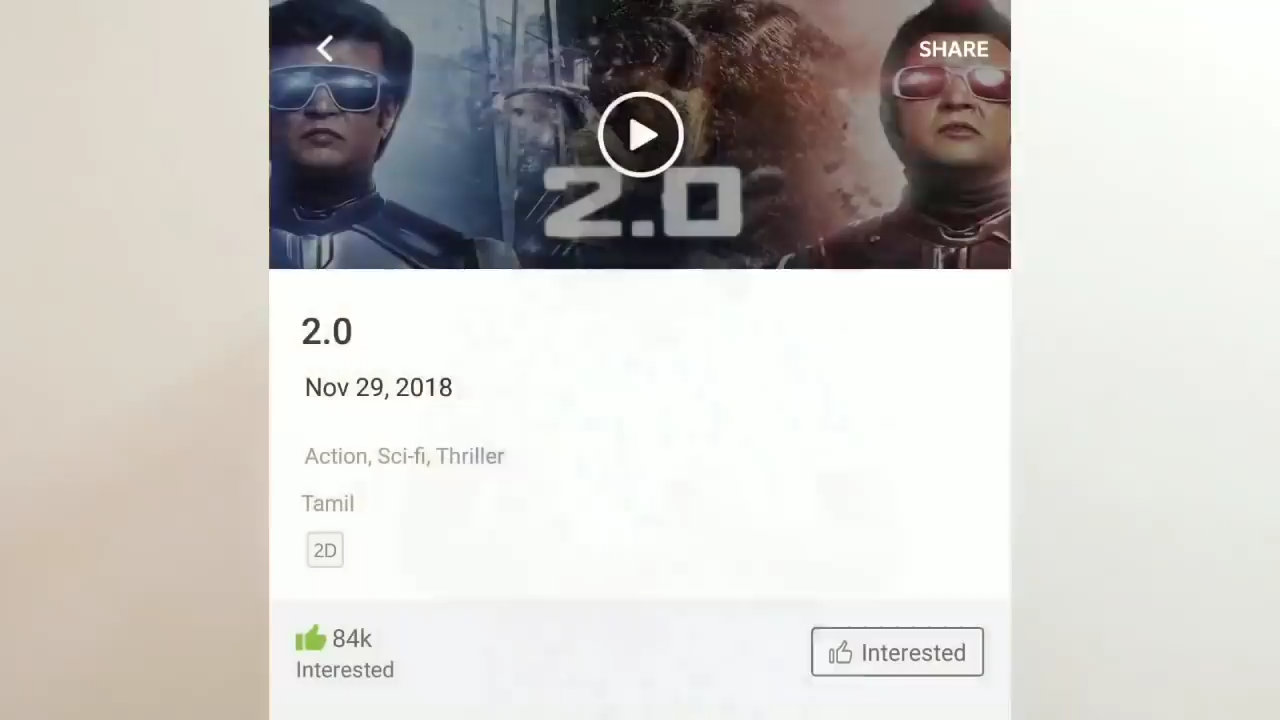 SHARE
2.0
2.0
Nov 29, 2018
Action, Sci-fi, Thriller
Tamil
2D
84k
Interested
Interested